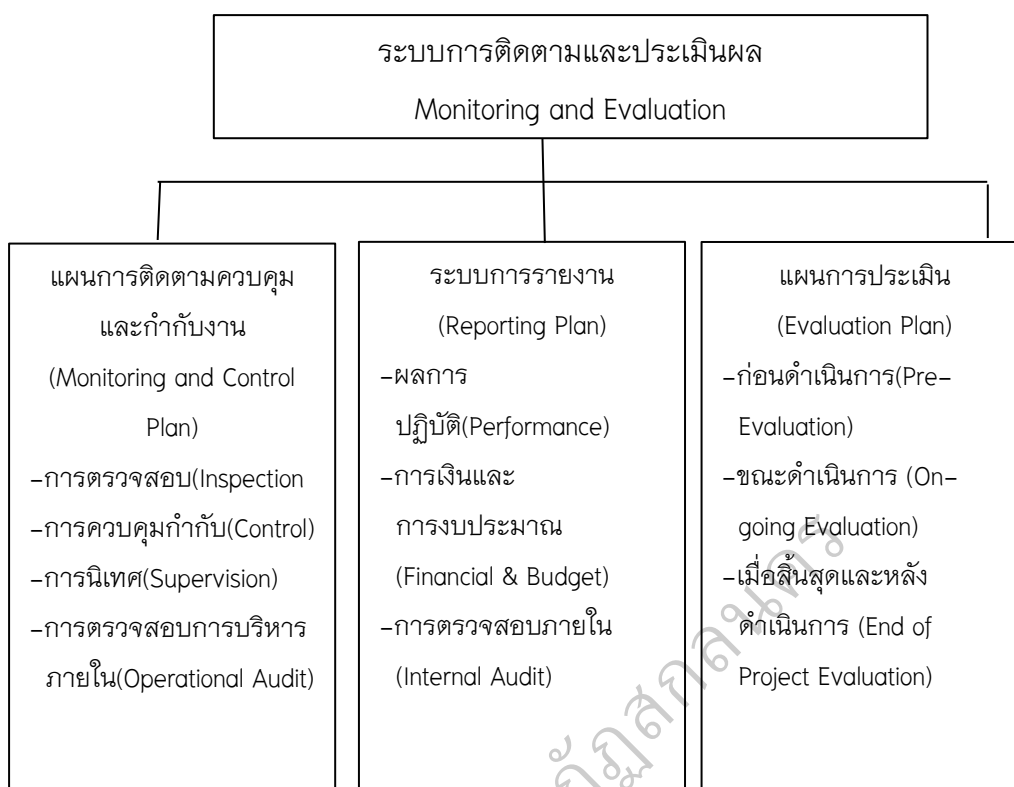 ระบบการติดตามและประเมินผล
Monitoring and Evaluation
แผนการติดตามควบคุม
และกำกับงาน
(Monitoring and Control
Plan)
–การตรวจสอบ(Inspection
–การควบคุมกำกับ(Control)
–การนิเทศ(Supervision)
–การตรวจสอบการบริหาร
ภายใน(Operational Audit)
ระบบการรายงาน
(Reporting Plan)
–ผลการ
ปฏิบัติ(Performance)
–การเงินและ
การงบประมาณ
(Financial & Budget)
–การตรวจสอบภายใน
(Internal Audit)
แผนการประเมิน
(Evaluation Plan)
–ก่อนดำเนินการ(Pre–
Evaluation)
–ขณะดำเนินการ (On–
going Evaluation)
–เมื่อสิ้นสุดและหลัง
ดำเนินการ (End of
Project Evaluation)